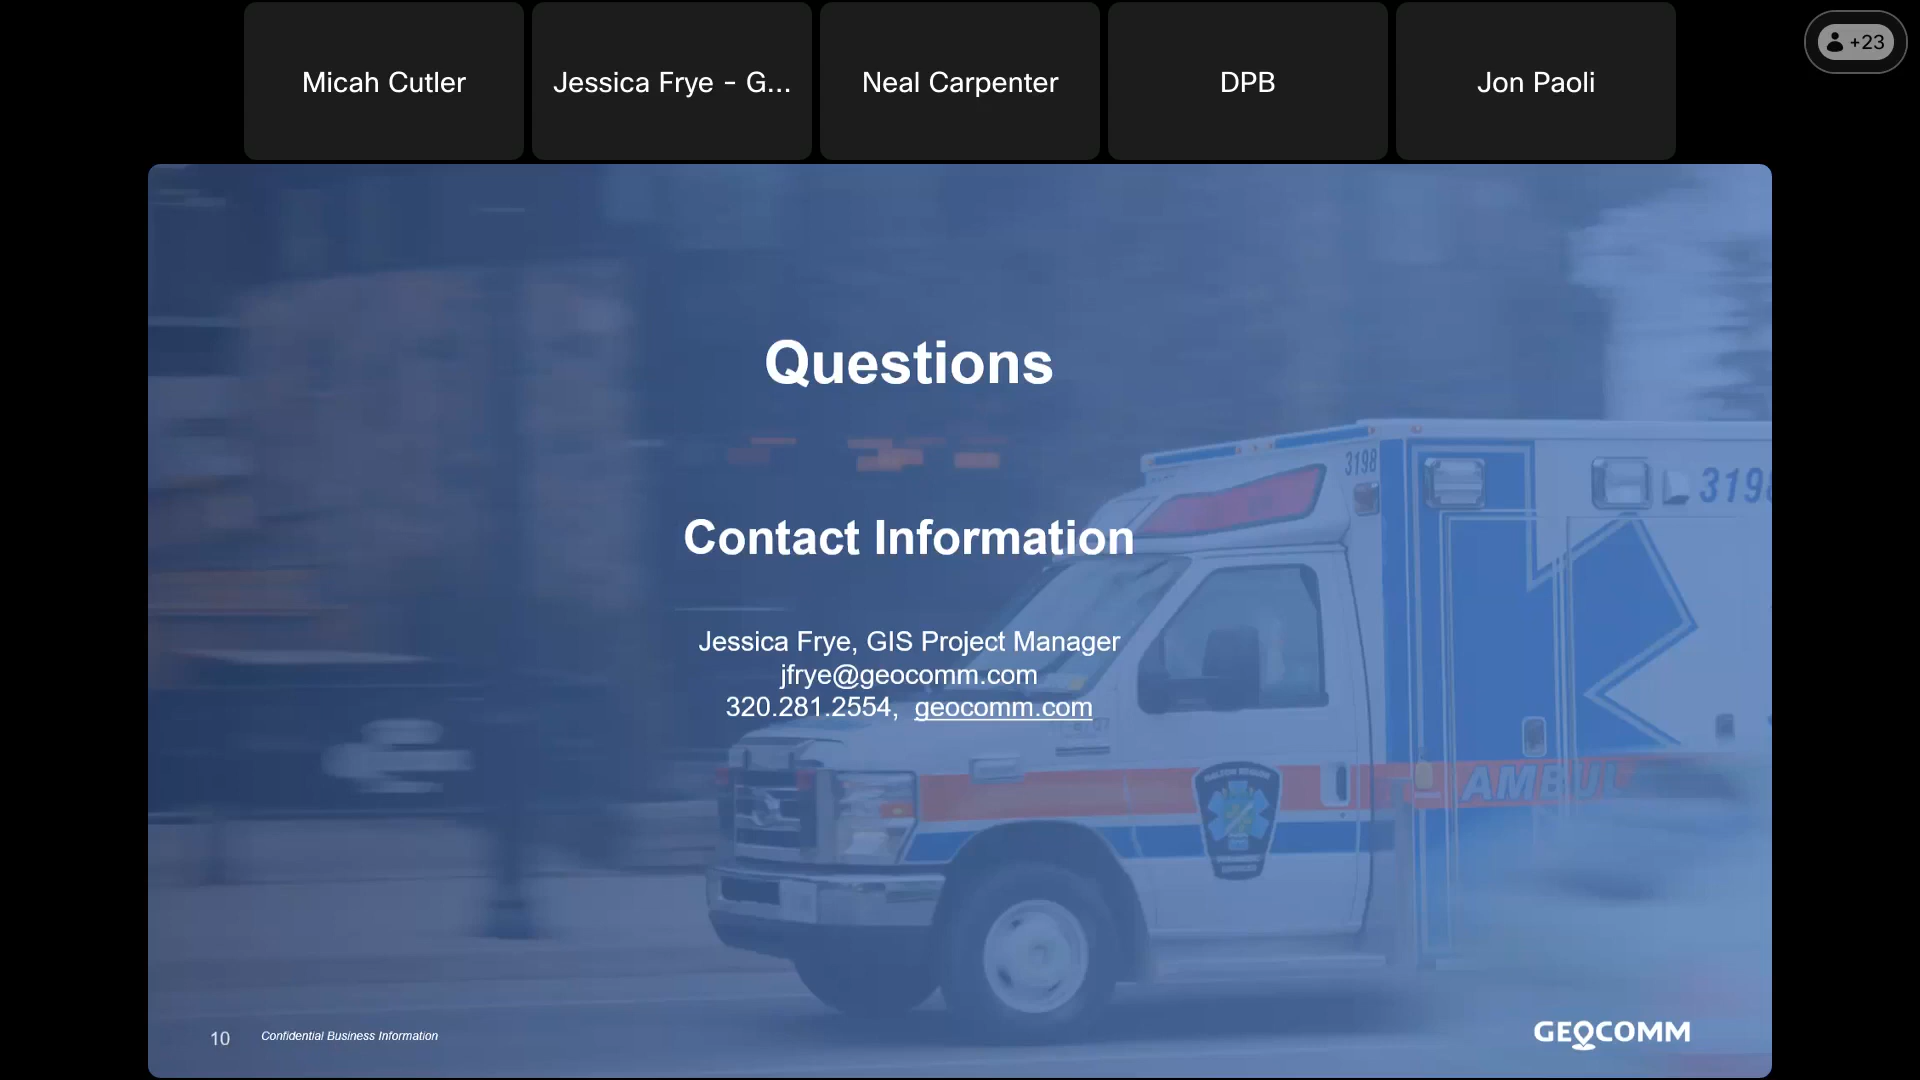 Micah Cutler
Jessica Frye - G...
Neal Carpenter
DPB
Jon Paoli
+23
Questions
Contact Information
Jessica Frye, GIS Project Manager
jfrye@geocomm.com
320.281.2554, geocomm.com
3198
3198
AMBUL
10
Confidential Business Information
GEOCOMM